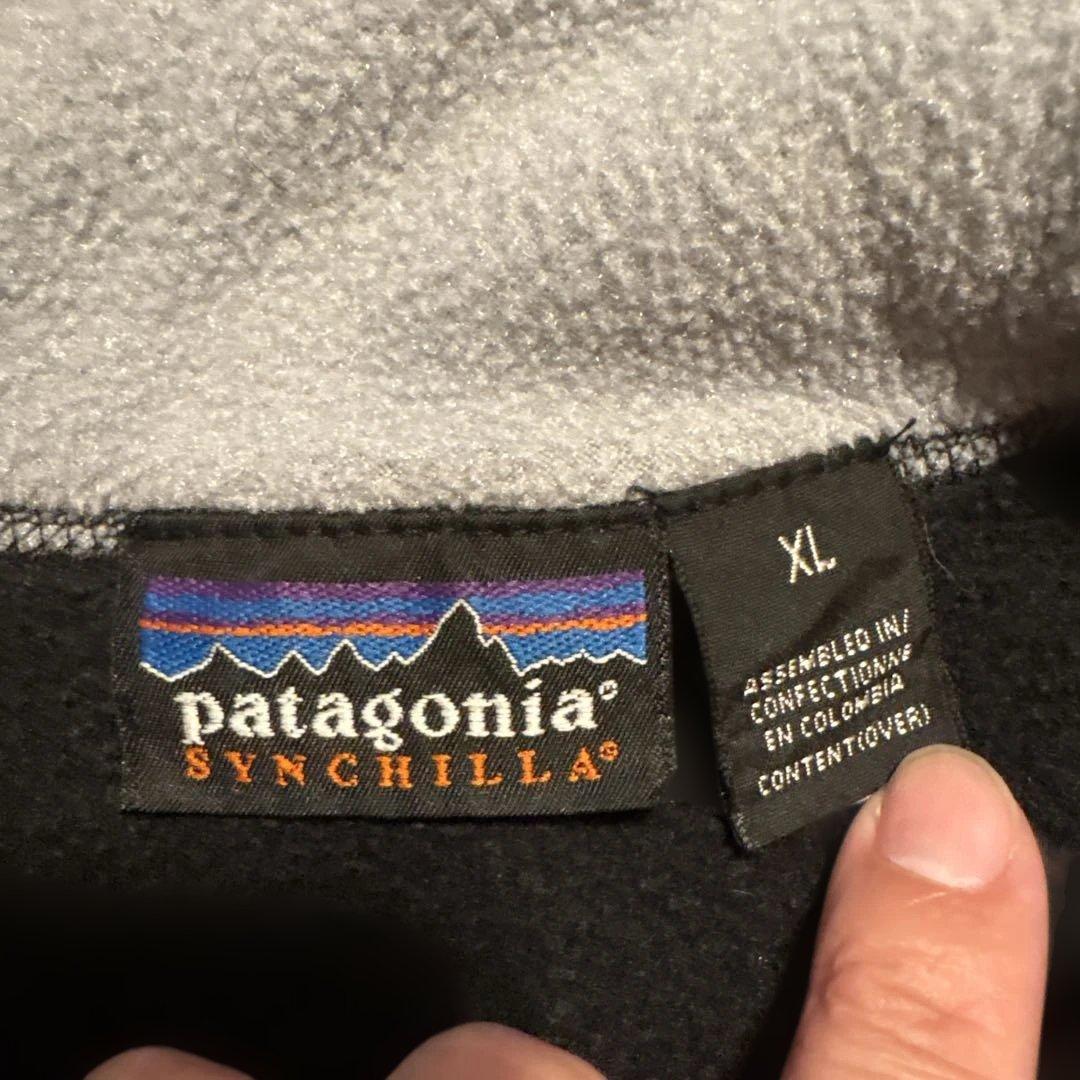 patagonia®
SYNCHILLA®
XL
ASSEMBLED IN/
CONFECTIONNE
EN COLOMBIA
CONTENT(OVER)